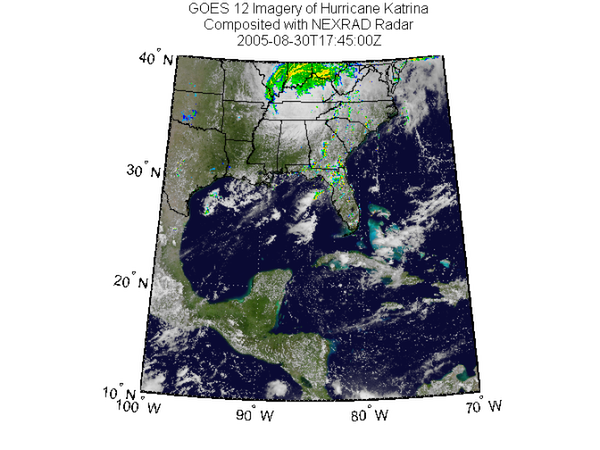 GOES 12 Imagery of Hurricane Katrina
Composited with NEXRAD Radar
2005-08-30T17:45:00Z
40° N
30° N
20° N
10° N
100° W
90° W
80° W
70° W